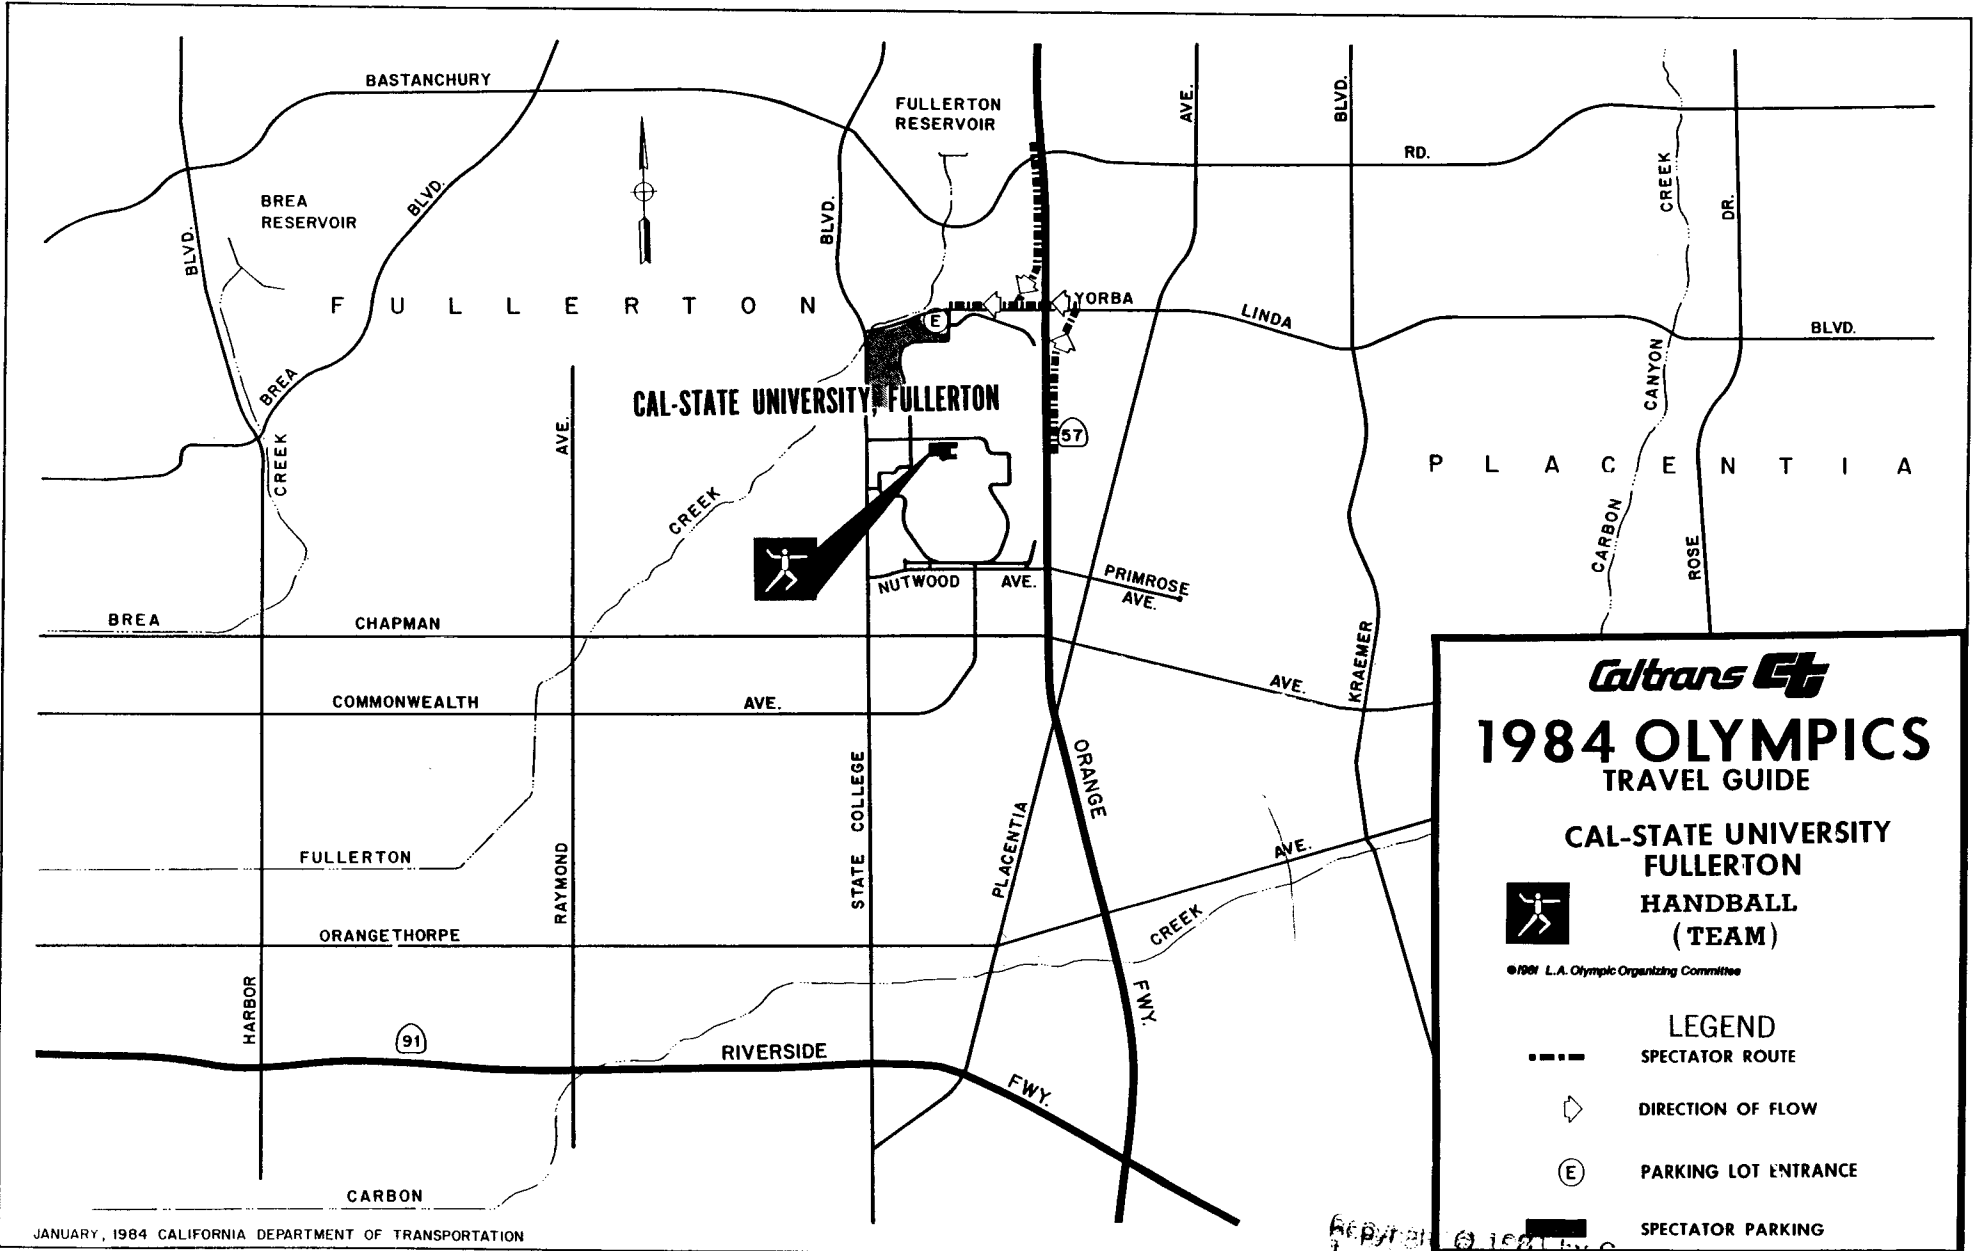 BASTANCHURY
FULLERTON
RESERVOIR
AVE.
BLVD.
RD.
CREEK
DR.
BREA
RESERVOIR
BLVD.
BLVD.
BLVD.
FULLERTON
YORBA
LINDA
BLVD.
E
BREA
CREEK
AVE.
CAL-STATE UNIVERSITY, FULLERTON
57
CANYON
PLACENTIA
CREEK
CARBON
ROSE
NUTWOOD AVE.
PRIMROSE
AVE.
BREA
CHAPMAN
KRAEMER
AVE.
COMMONWEALTH
AVE.
ORANGE
STATE COLLEGE
PLACENTIA
RAYMOND
FULLERTON
AVE.
ORANGETHORPE
CREEK
HARBOR
FWY.
91
RIVERSIDE
FWY.
CARBON
JANUARY, 1984 CALIFORNIA DEPARTMENT OF TRANSPORTATION
Caltrans Ct
1984 OLYMPICS
TRAVEL GUIDE
CAL-STATE UNIVERSITY
FULLERTON
HANDBALL
(TEAM)
©1981 L.A. Olympic Organizing Committee
LEGEND
SPECTATOR ROUTE
DIRECTION OF FLOW
E PARKING LOT ENTRANCE
SPECTATOR PARKING